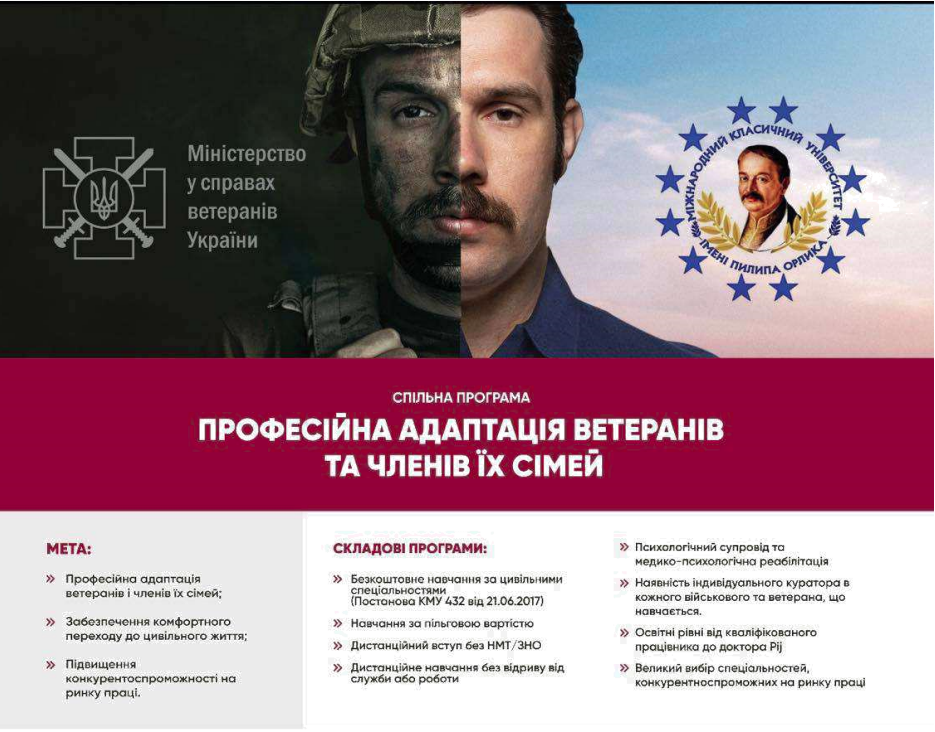 Міністерство
у справах
ветеранів
України
МІЖНАРОДНИЙ КЛАСИЧНИЙ УНІВЕРСИТЕТ
ІМЕНІ ПИЛИПА ОРЛИКА
СПІЛЬНА ПРОГРАМА
ПРОФЕСІЙНА АДАПТАЦІЯ ВЕТЕРАНІВ
ТА ЧЛЕНІВ ЇХ СІМЕЙ
МЕТА:
» Професійна адаптація
ветеранів і членів їх сімей;
» Забезпечення комфортного
переходу до цивільного життя;
» Підвищення
конкурентоспроможності на
ринку праці.
СКЛАДОВІ ПРОГРАМИ:
» Безкоштовне навчання за цивільними
спеціальностями
(Постанова КМУ 432 від 21.06.2017)
» Навчання за пільговою вартістю
» Дистанційний вступ без НМТ/ЗНО
» Дистанційне навчання без відриву від
служби або роботи
» Психологічний супровід та
медико-психологічна реабілітація
» Наявність індивідуального куратора в
кожного військового та ветерана, що
навчається.
» Освітні рівні від кваліфікованого
працівника до доктора Pij
» Великий вибір спеціальностей,
конкурентноспроможних на ринку праці